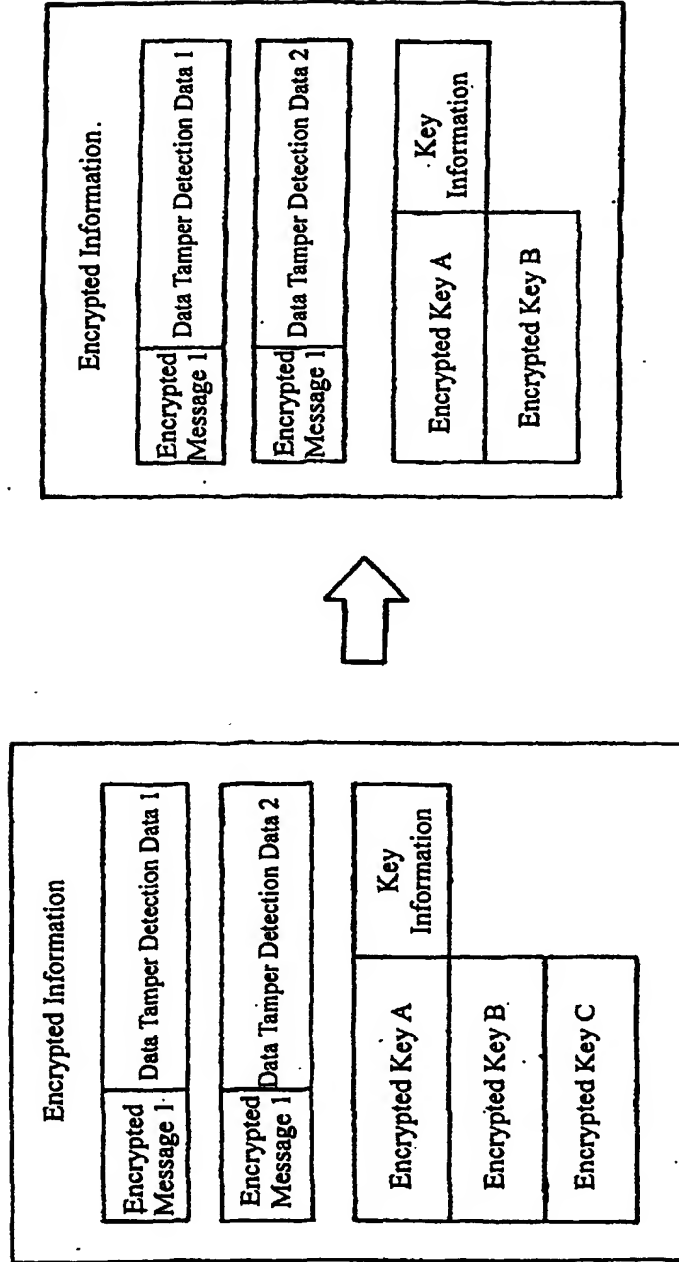 Encrypted Information
Encrypted
Message 1
Data Tamper Detection Data 1
Encrypted
Message 1
Data Tamper Detection Data 2
Encrypted Key A
Key
Information
Encrypted Key B
Encrypted Key C
Encrypted Information.
Encrypted
Message 1
Data Tamper Detection Data 1
Encrypted
Message 1
Data Tamper Detection Data 2
Encrypted Key A
Key
Information
Encrypted Key B